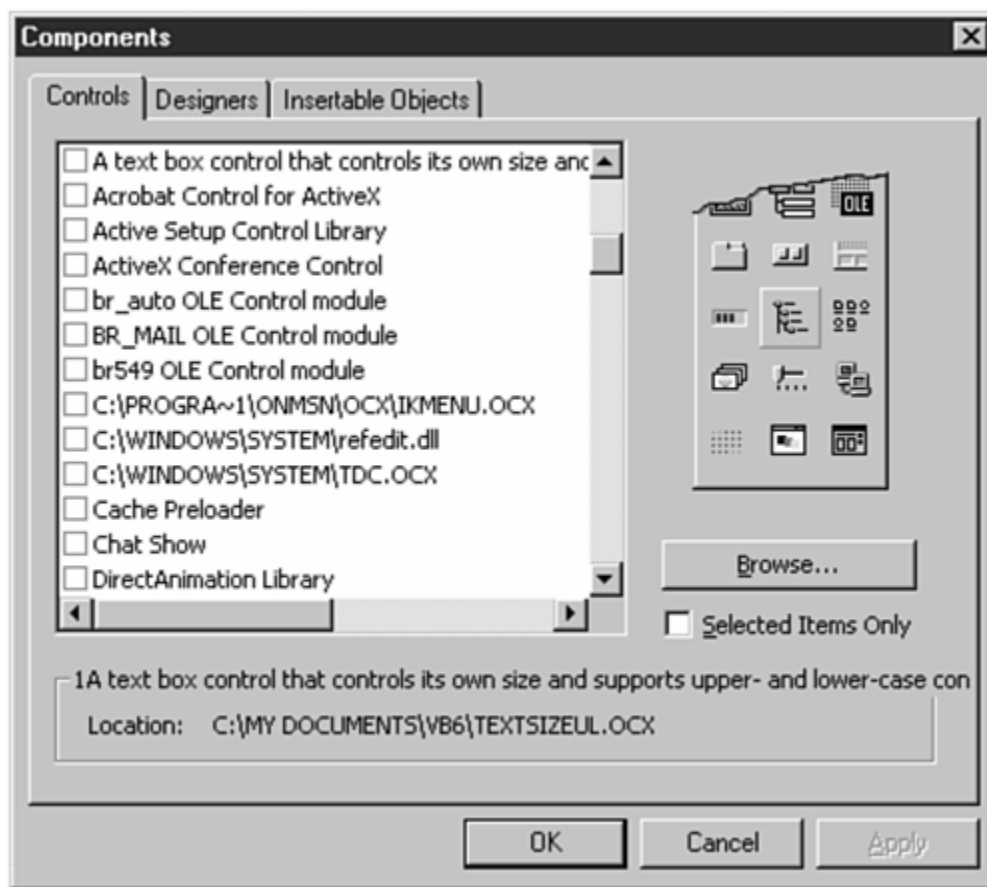 Components
Controls
Designers
Insertable Objects
A text box control that controls its own size and
Acrobat Control for ActiveX
Active Setup Control Library
ActiveX Conference Control
br_auto OLE Control module
BR_MAIL OLE Control module
br549 OLE Control module
C:\PROGRA~1\ONMSN\OCX\IKMENU.OCX
C:\WINDOWS\SYSTEM\refedit.dll
C:\WINDOWS\SYSTEM\TDC.OCX
Cache Preloader
Chat Show
DirectAnimation Library
OLE
Browse...
Selected Items Only
1A text box control that controls its own size and supports upper- and lower-case con
Location: C:\MY DOCUMENTS\VB6\TEXTSIZEUL.OCX
OK
Cancel
Apply